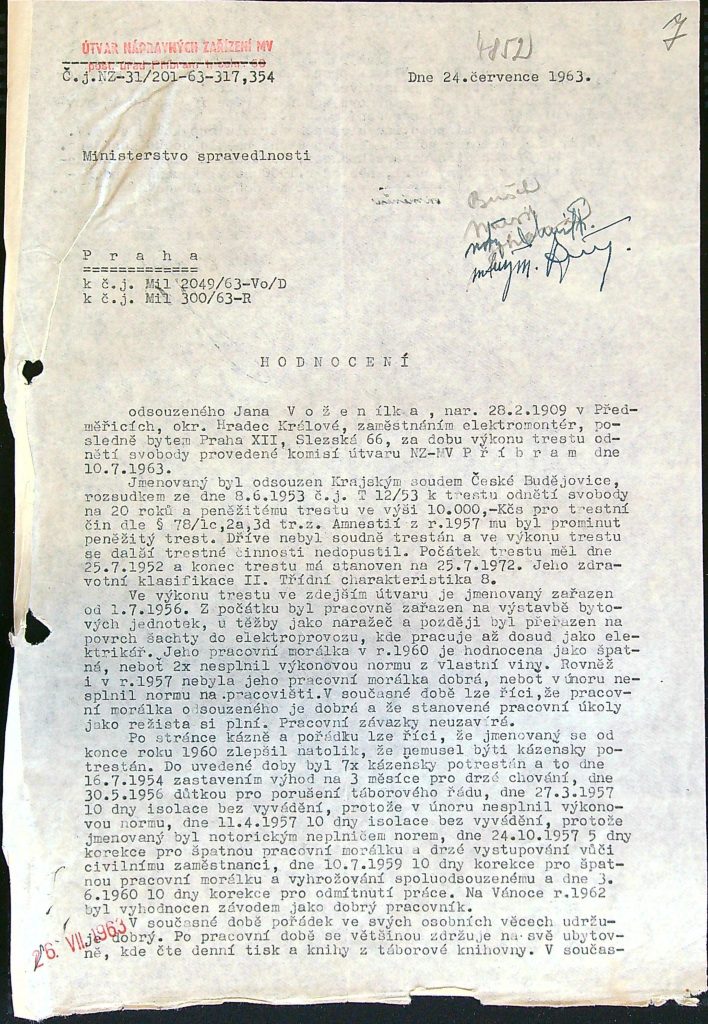 7
4852
ÚTVAR NÁPRAVNÝCH ZAŘÍZENÍ MV
Č.j.NZ-31/201-63-317,354 Dne 24.července 1963.
Ministerstvo spravedlnosti
P r a h a
=============
k č.j. Mil 2049/63-Vo/D
k č.j. Mil 300/63-R
H O D N O C E N Í
odsouzeného Jana V o ž e n í l k a , nar. 28.2.1909 v Před-
měřicích, okr. Hradec Králové, zaměstnáním elektromontér, po-
sledně bytem Praha XII, Slezská 66, za dobu výkonu trestu od-
nětí svobody provedené komisí útvaru NZ-MV P ř í b r a m dne
10.7.1963.
Jmenovaný byl odsouzen Krajským soudem České Budějovice,
rozsudkem ze dne 8.6.1953 č.j. T 12/53 k trestu odnětí svobody
na 20 roků a peněžitému trestu ve výši 10.000,-Kčs pro trestní
čin dle § 78/1c,2a,3d tr.z. Amnestií z r.1957 mu byl prominut
peněžitý trest. Dříve nebyl soudně trestán a ve výkonu trestu
se další trestné činnosti nedopustil. Počátek trestu měl dne
25.7.1952 a konec trestu má stanoven na 25.7.1972. Jeho zdra-
votní klasifikace II. Třídní charakteristika 8.
Ve výkonu trestu ve zdejším útvaru je jmenovaný zařazen
od 1.7.1956. Z počátku byl pracovně zařazen na výstavbě byto-
vých jednotek, u těžby jako naražeč a později byl přeřazen na
povrch šachty do elektroprovozu, kde pracuje až dosud jako ele-
ktrikář. Jeho pracovní morálka v r.1960 je hodnocena jako špat-
ná, neboť 2x nesplnil výkonovou normu z vlastní viny. Rovněž
i v r.1957 nebyla jeho pracovní morálka dobrá, neboť v únoru ne-
splnil normu na pracovišti.V současné době lze říci,že pracov-
ní morálka odsouzeného je dobrá a že stanovené pracovní úkoly
jako režista si plní. Pracovní závazky neuzavírá.
Po stránce kázně a pořádku lze říci, že jmenovaný se od
konce roku 1960 zlepšil natolik, že nemusel býti kázensky po-
trestán. Do uvedené doby byl 7x kázeňsky potrestán a to dne
16.7.1954 zastavením výhod na 3 měsíce pro drzé chování, dne
30.5.1956 důtkou pro porušení táborového řádu, dne 27.3.1957
10 dny isolace bez vyvádění, protože v únoru nesplnil výkono-
vou normu, dne 11.4.1957 10 dny isolace bez vyvádění, protože
jmenovaný byl notorickým neplničem norem, dne 24.10.1957 5 dny
korekce pro špatnou pracovní morálku a drzé vystupování vůči
civilnímu zaměstnanci, dne 10.7.1959 10 dny korekce pro špat-
nou pracovní morálku a vyhrožování spoluodsouzenému a dne 3.
6.1960 10 dny korekce pro odmítnutí práce. Na Vánoce r.1962
byl vyhodnocen závodem jako dobrý pracovník.
V současné době pořádek ve svých osobních věcech udržu-
je dobrý. Po pracovní době se většinou zdržuje na své ubytov-
ně, kde čte denní tisk a knihy z táborové knihovny. V součas-
26. VII. 1963